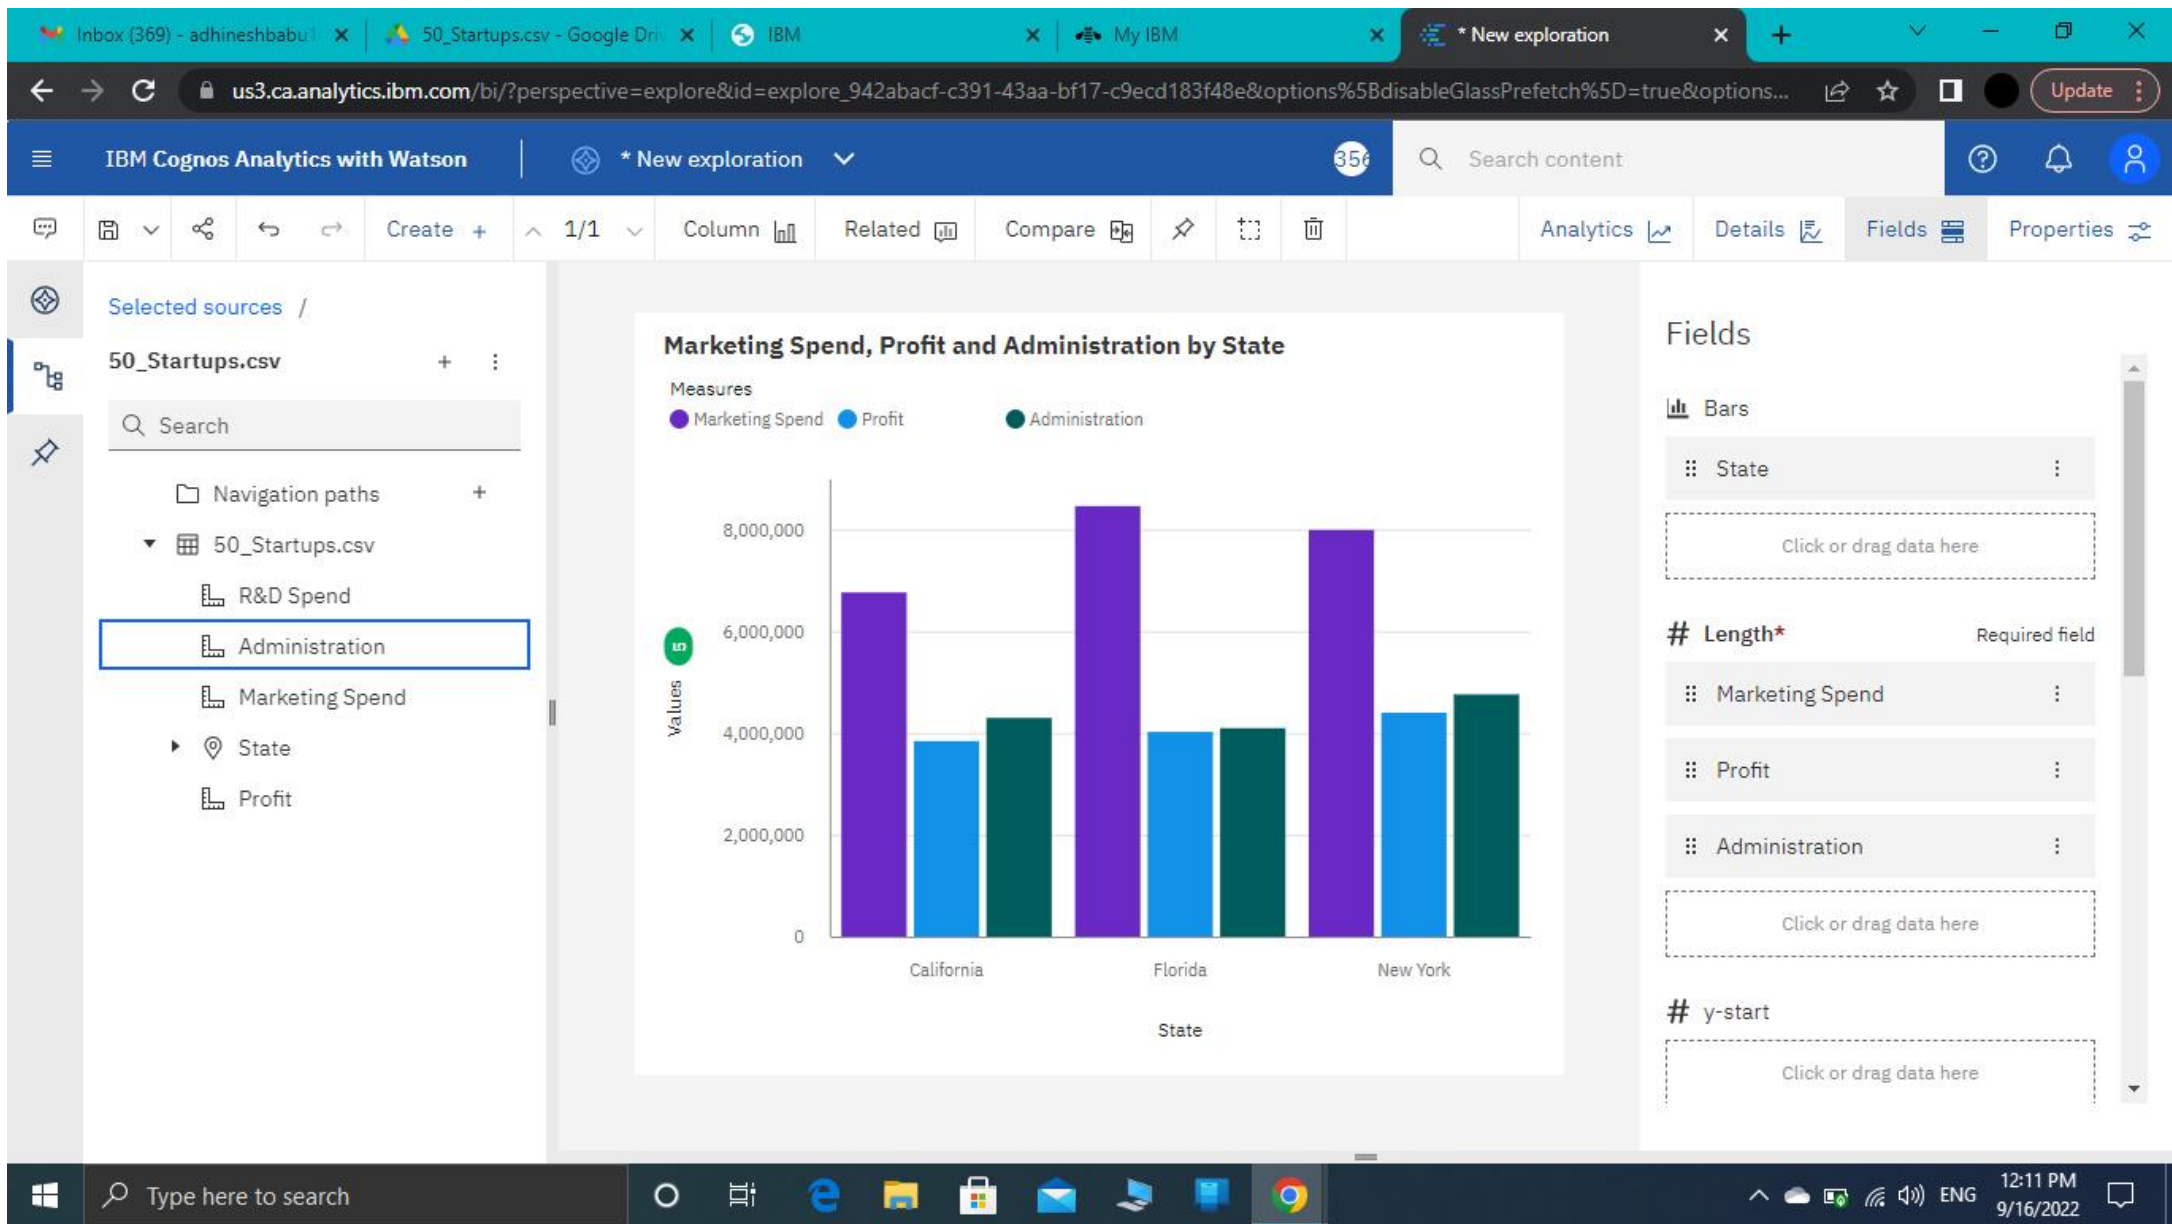 Inbox (369) - adhineshbabu1
50_Startups.csv - Google Dri
IBM
My IBM
* New exploration
us3.ca.analytics.ibm.com/bi/?perspective=explore&id=explore_942abacf-c391-43aa-bf17-c9ecd183f48e&options%5BdisableGlassPrefetch%5D=true&options...
Update
IBM Cognos Analytics with Watson
* New exploration
356
Search content
Create +
1/1
Column
Related
Compare
Analytics
Details
Fields
Properties
Selected sources /
50_Startups.csv
Search
Navigation paths
50_Startups.csv
R&D Spend
Administration
Marketing Spend
State
Profit
Marketing Spend, Profit and Administration by State
Measures
Marketing Spend
Profit
Administration
8,000,000
6,000,000
4,000,000
2,000,000
0
5
Values
California
Florida
New York
State
Fields
Bars
State
Click or drag data here
# Length*
Required field
Marketing Spend
Profit
Administration
Click or drag data here
# y-start
Click or drag data here
Type here to search
ENG
12:11 PM
9/16/2022